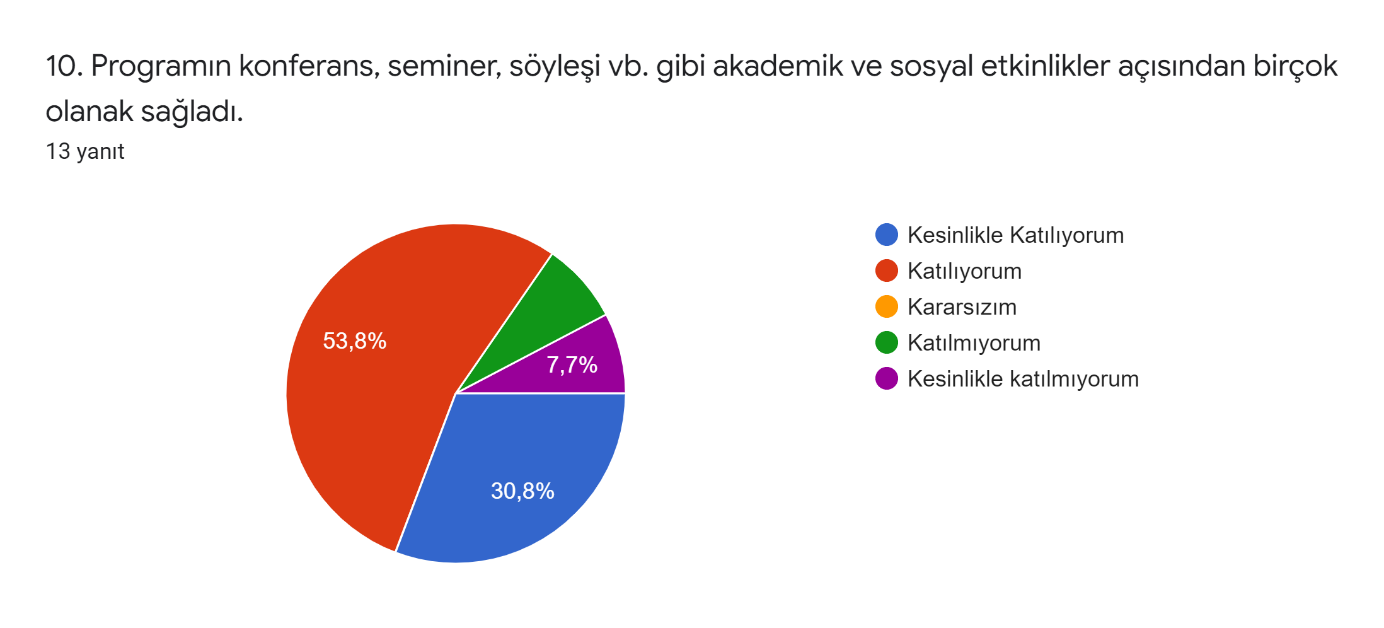 10. Programın konferans, seminer, söyleşi vb. gibi akademik ve sosyal etkinlikler açısından birçok
olanak sağladı.
13 yanıt
Kesinlikle Katılıyorum
Katılıyorum
Kararsızım
Katılmıyorum
Kesinlikle katılmıyorum
53,8%
7,7%
30,8%